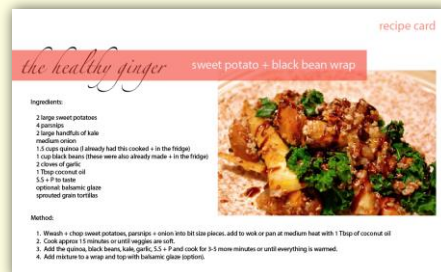 recipe card
the healthy ginger
sweet potato + black bean wrap
Ingredients:
2 large sweet potatoes
4 parsnips
2 large handfuls of kale
medium onion
1.5 cups quinoa (I already had this cooked + in the fridge)
1 cup black beans (these were also already made + in the fridge)
2 cloves of garlic
1 Tbsp coconut oil
S.S + P to taste
optional: balsamic glaze
sprouted grain tortillas
Method:
1. Wwash + chop sweet potatoes, parsnips + onion into bit size pieces. add to wok or pan at medium heat with 1 Tbsp of coconut oil
2. Cook approx 15 minutes or until veggies are soft.
3. Add the quinoa, black beans, kale, garlic, S.S + P and cook for 3-5 more minutes or until everything is warmed.
4. Add mixture to a wrap and top with balsamic glaze (option).